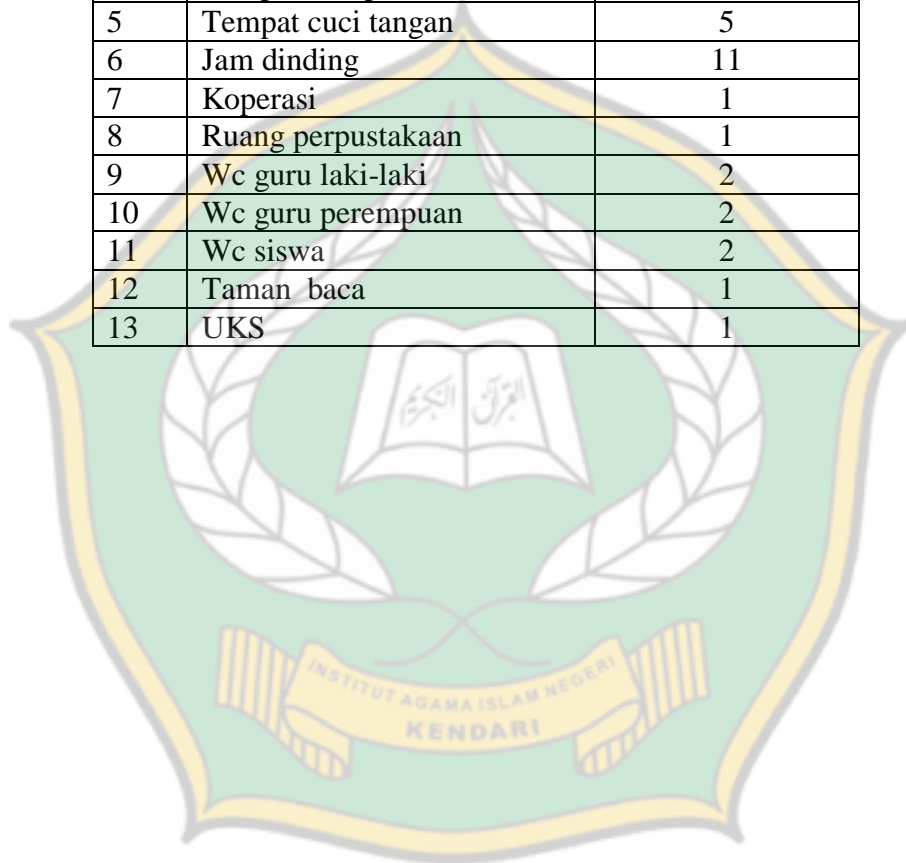 5 Tempat cuci tangan 5
6 Jam dinding 11
7 Koperasi 1
8 Ruang perpustakaan 1
9 Wc guru laki-laki 2
10 Wc guru perempuan 2
11 Wc siswa 2
12 Taman baca 1
13 UKS 1
القرآن الكريم
INSTITUT AGAMA ISLAM NEGERI
KENDARI